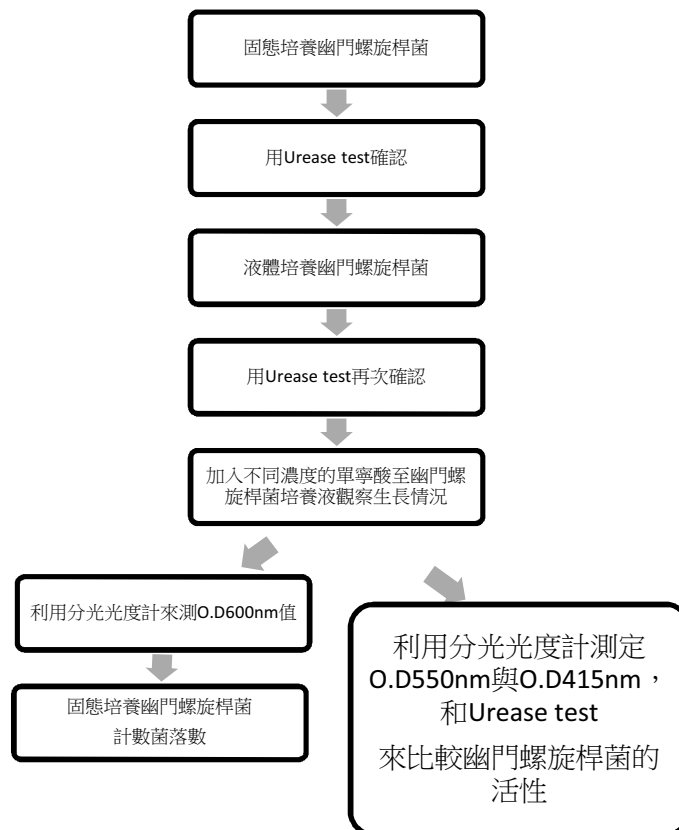 固態培養幽門螺旋桿菌
用Urease test確認
液體培養幽門螺旋桿菌
用Urease test再次確認
加入不同濃度的單寧酸至幽門螺
旋桿菌培養液觀察生長情況
利用分光光度計來測O.D600nm值
固態培養幽門螺旋桿菌
計數菌落數
利用分光光度計測定
O.D550nm與O.D415nm，
和Urease test
來比較幽門螺旋桿菌的
活性